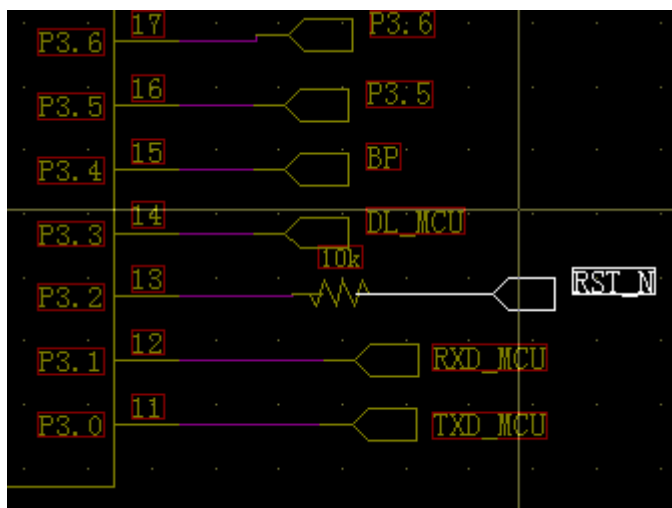 P3.6 17 P3.6
P3.5 16 P3.5
P3.4 15 BP
P3.3 14 DL_MCU
10k
P3.2 13 RST_N
P3.1 12 RXD_MCU
P3.0 11 TXD_MCU